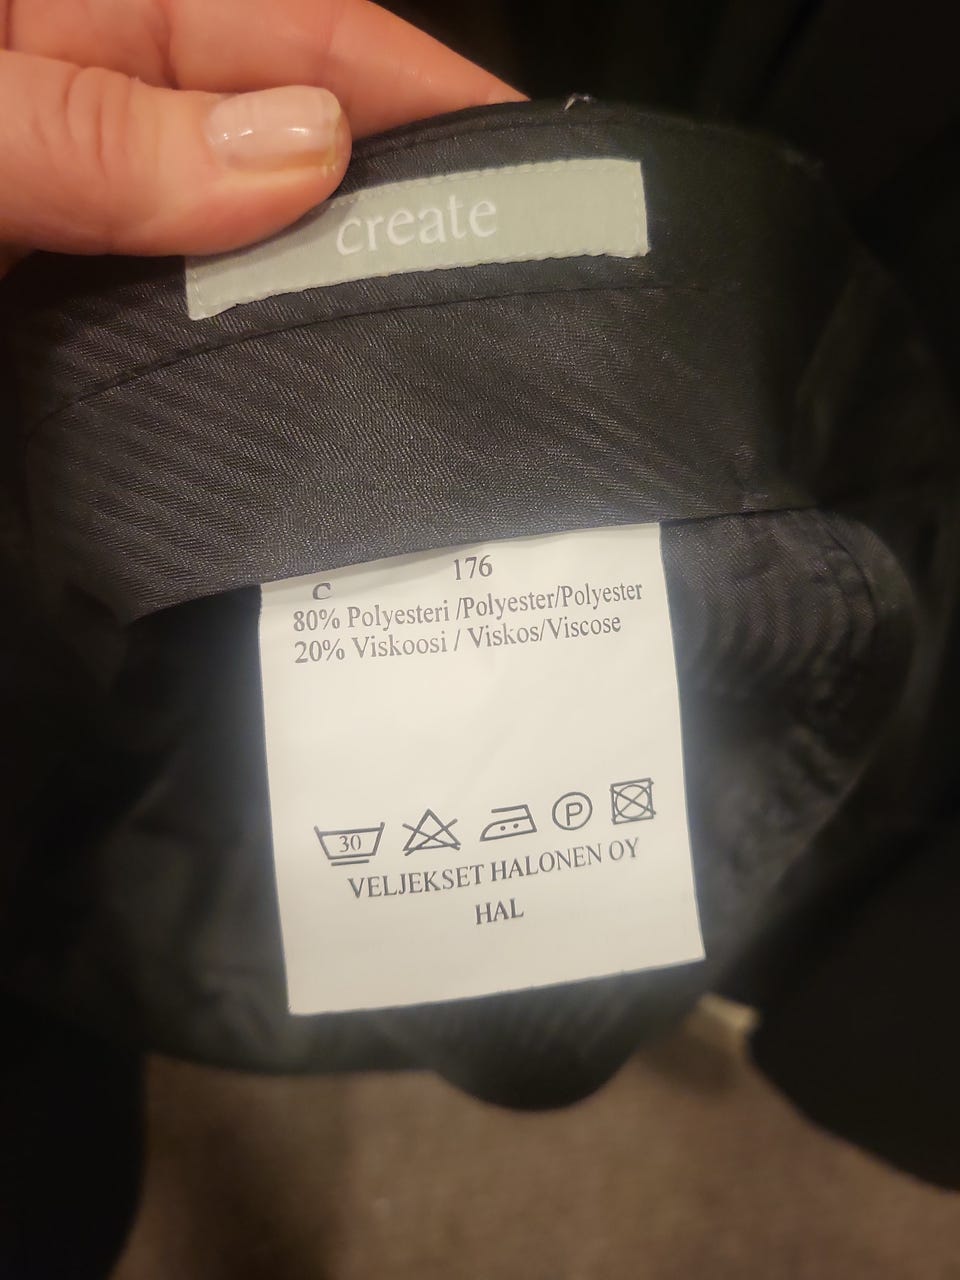 create
C 176
80% Polyesteri /Polyester/Polyester
20% Viskoosi / Viskos/Viscose
30 P
VELJEKSET HALONEN OY
HAL